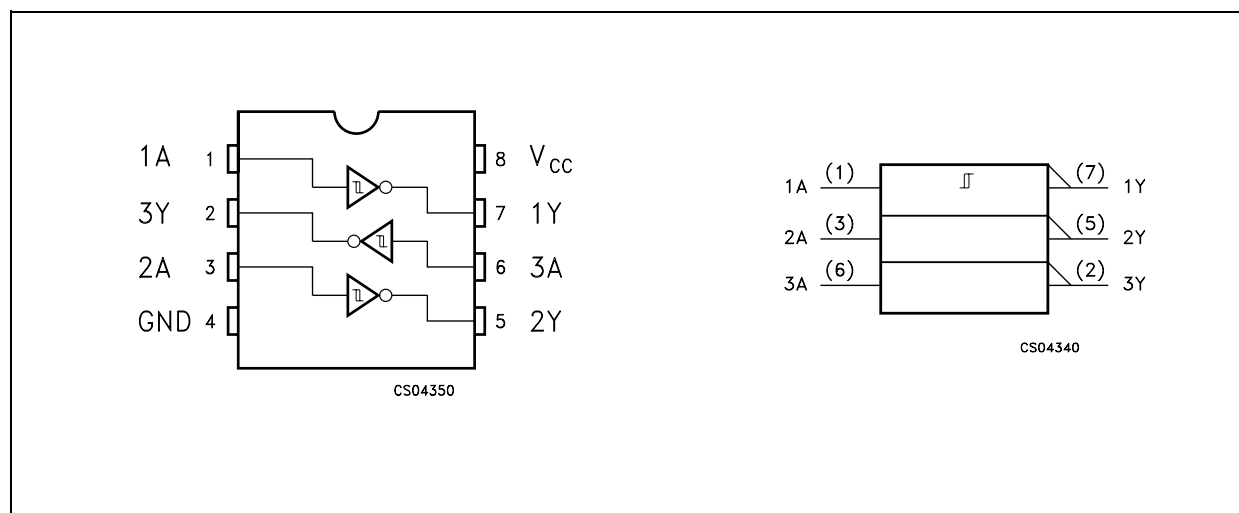 1A 1 8 VCC
3Y 2 7 1Y
2A 3 6 3A
GND 4 5 2Y
CS04350
1A (1) (7) 1Y
2A (3) (5) 2Y
3A (6) (2) 3Y
CS04340